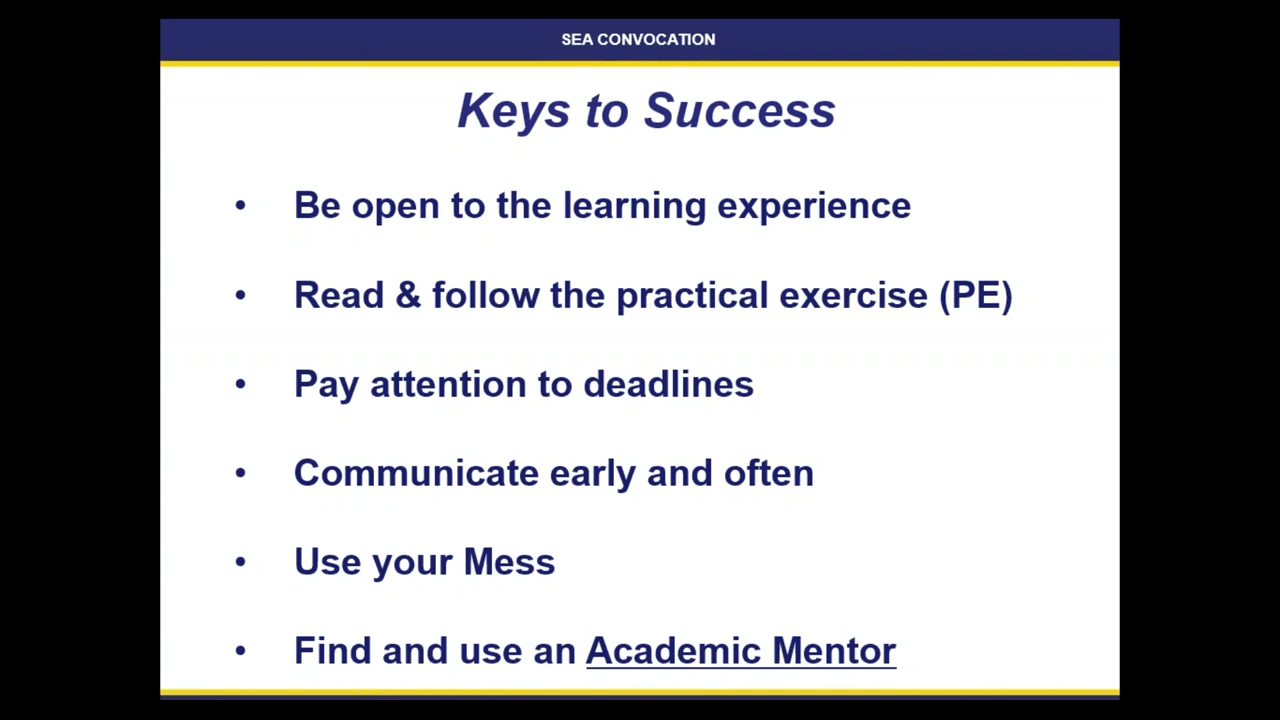 SEA CONVOCATION
Keys to Success
• Be open to the learning experience
• Read & follow the practical exercise (PE)
• Pay attention to deadlines
• Communicate early and often
• Use your Mess
• Find and use an Academic Mentor